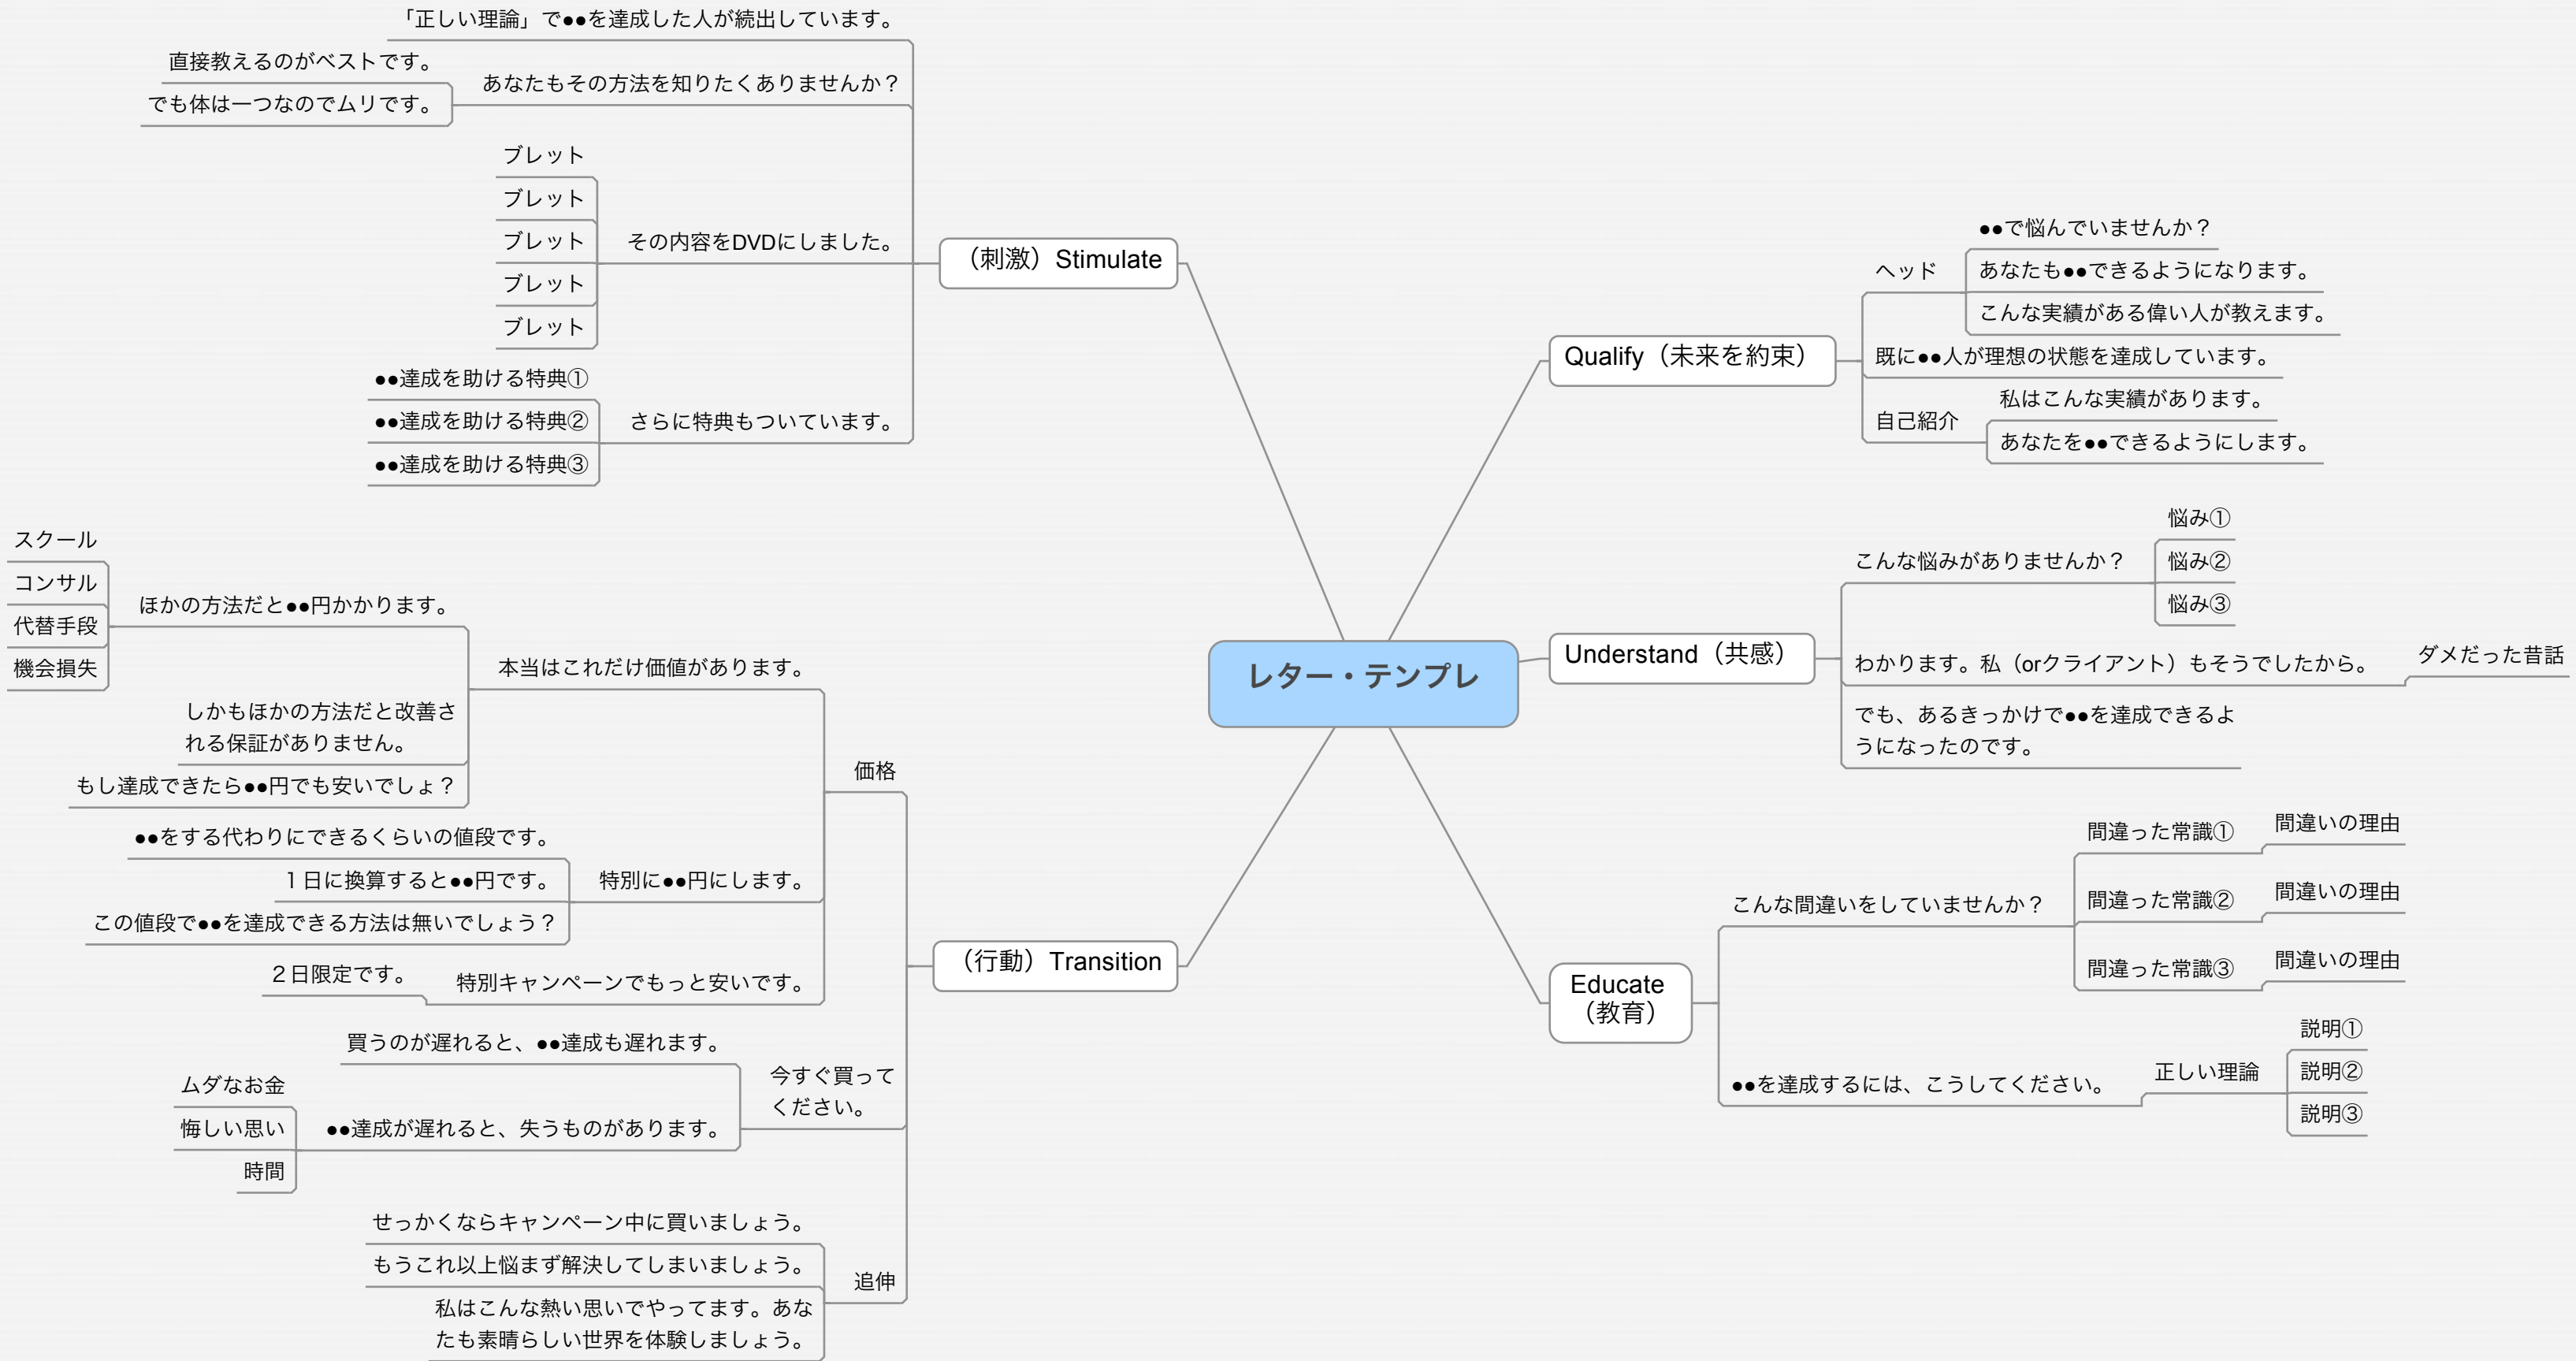 レター・テンプレ
Qualify（未来を約束）
ヘッド
●●で悩んでいませんか？
あなたも●●できるようになります。
こんな実績がある偉い人が教えます。
既に●●人が理想の状態を達成しています。
自己紹介
私はこんな実績があります。
あなたを●●できるようにします。
Understand（共感）
こんな悩みがありませんか？
悩み①
悩み②
悩み③
わかります。私（orクライアント）もそうでしたから。
ダメだった昔話
でも、あるきっかけで●●を達成できるよ
うになったのです。
Educate
（教育）
こんな間違いをしていませんか？
間違った常識①
間違いの理由
間違った常識②
間違いの理由
間違った常識③
間違いの理由
●●を達成するには、こうしてください。
正しい理論
説明①
説明②
説明③
（刺激）Stimulate
「正しい理論」で●●を達成した人が続出しています。
あなたもその方法を知りたくありませんか？
直接教えるのがベストです。
でも体は一つなのでムリです。
その内容をDVDにしました。
ブレット
ブレット
ブレット
ブレット
ブレット
さらに特典もついています。
●●達成を助ける特典①
●●達成を助ける特典②
●●達成を助ける特典③
（行動）Transition
価格
本当はこれだけ価値があります。
ほかの方法だと●●円かかります。
スクール
コンサル
代替手段
機会損失
しかもほかの方法だと改善さ
れる保証がありません。
もし達成できたら●●円でも安いでしょ？
特別に●●円にします。
●●をする代わりにできるくらいの値段です。
１日に換算すると●●円です。
この値段で●●を達成できる方法は無いでしょう？
特別キャンペーンでもっと安いです。
２日限定です。
今すぐ買って
ください。
買うのが遅れると、●●達成も遅れます。
●●達成が遅れると、失うものがあります。
ムダなお金
悔しい思い
時間
追伸
せっかくならキャンペーン中に買いましょう。
もうこれ以上悩まず解決してしまいましょう。
私はこんな熱い思いでやってます。あな
たも素晴らしい世界を体験しましょう。